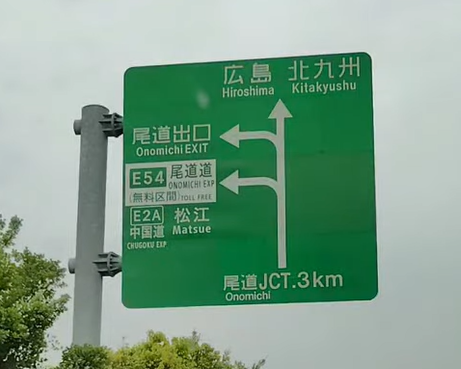 広島 北九州
Hiroshima Kitakyushu
尾道出口
Onomichi EXIT
E54 尾道道
ONOMICHI EXP
(無料区間) TOLL FREE
E2A 松江
中国道 Matsue
CHUGOKU EXP
尾道JCT. 3km
Onomichi